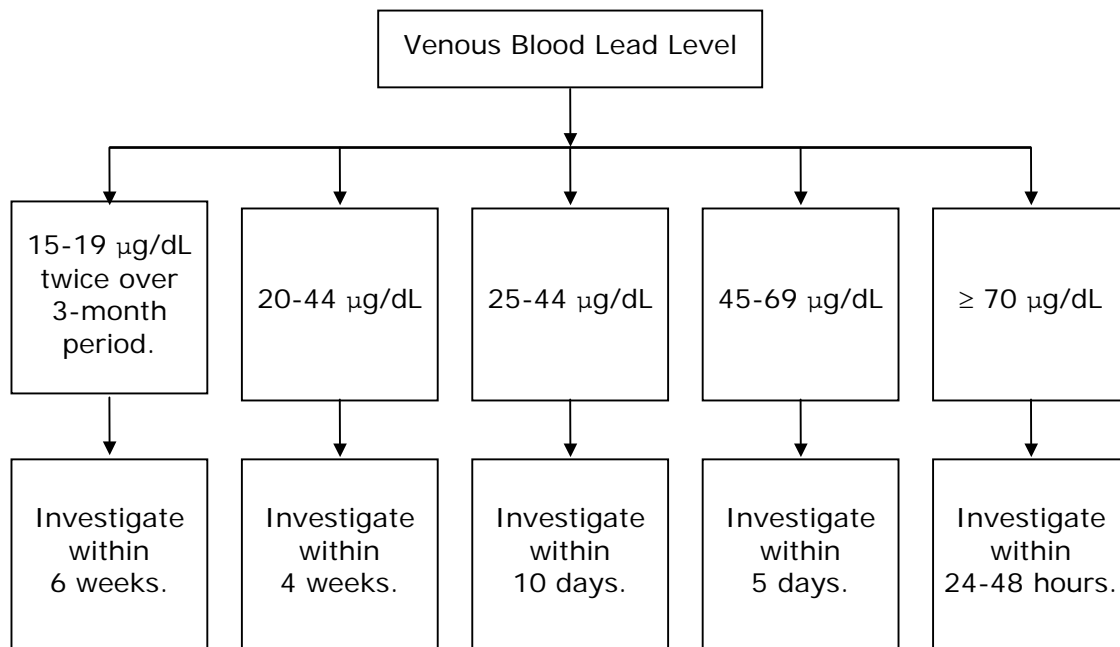 Venous Blood Lead Level
15-19 µg/dL
twice over
3-month
period.
20-44 µg/dL
25-44 µg/dL
45-69 µg/dL
≥ 70 µg/dL
Investigate
within
6 weeks.
Investigate
within
4 weeks.
Investigate
within
10 days.
Investigate
within
5 days.
Investigate
within
24-48 hours.